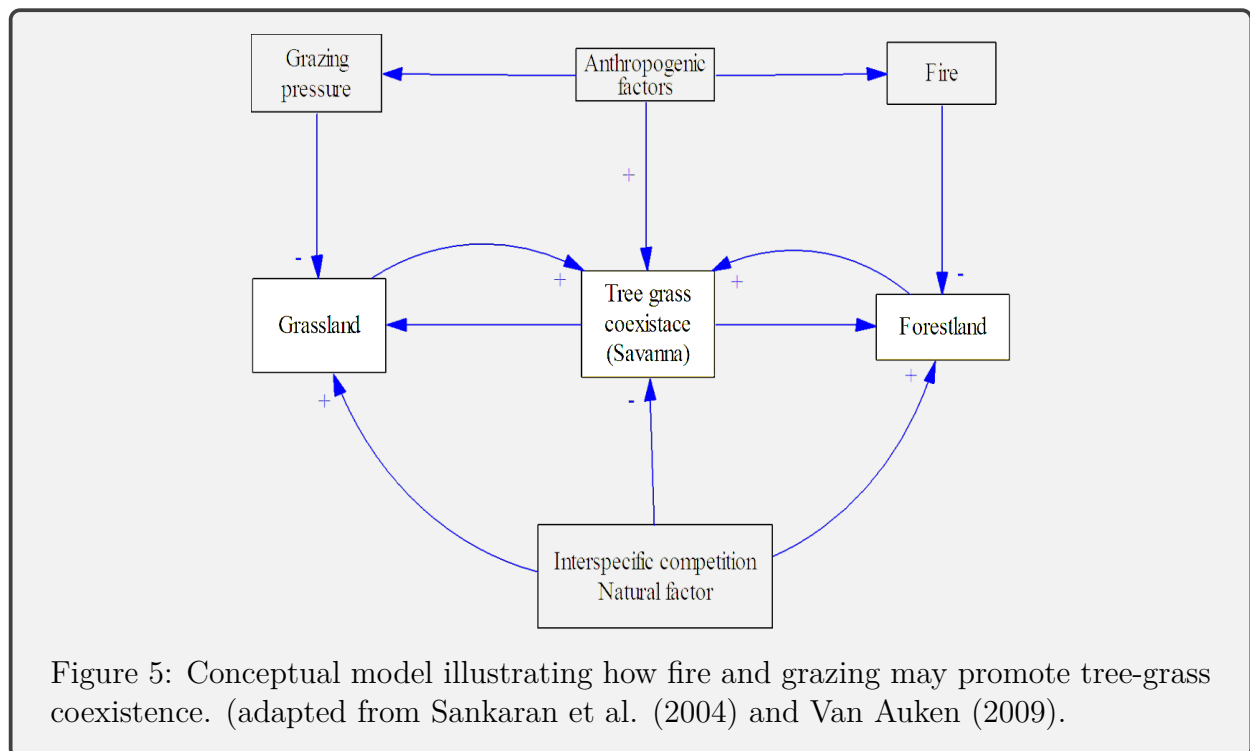 Grazing
pressure
Anthropogenic
factors
Fire
+
-
-
+
+
Grassland
Tree grass
coexistace
(Savanna)
Forestland
+
-
+
Interspecific competition
Natural factor
Figure 5: Conceptual model illustrating how fire and grazing may promote tree-grass
coexistence. (adapted from Sankaran et al. (2004) and Van Auken (2009).